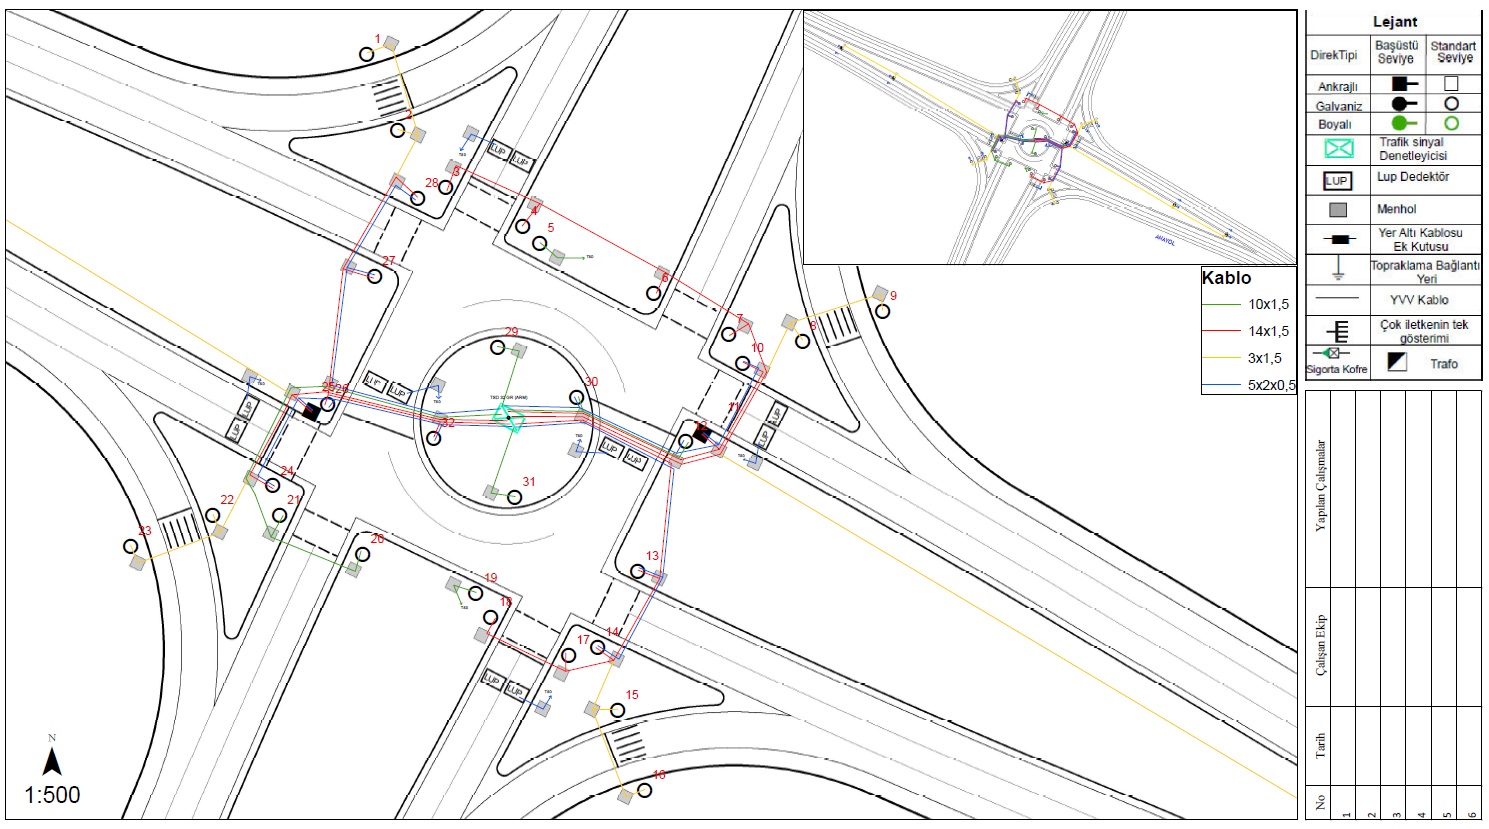 Lejant
DirekTipi
Başüstü
Seviye
Standart
Seviye
Ankrajlı
Galvaniz
Boyalı
Trafik sinyal
Denetleyicisi
LUP
Lup Dedektör
Menhol
Yer Altı Kablosu
Ek Kutusu
Topraklama Bağlantı
Yeri
YVV Kablo
Çok iletkenin tek
gösterimi
Sigorta Kofre
Trafo
Kablo
10x1,5
14x1,5
3x1,5
5x2x0,5
ANAYOL
1
2
28
3
LUP
LUP
4
5
27
6
7
8
9
10
29
30
LUP
LUP
25
26
32
11
12
LUP
LUP
LUP
LUP
LUP
LUP
24
22
21
31
23
20
13
19
18
17
14
LUP
LUP
15
16
N
1:500
Yapılan Çalışmalar
Çalışan Ekip
Tarih
No
1
2
3
4
5
6